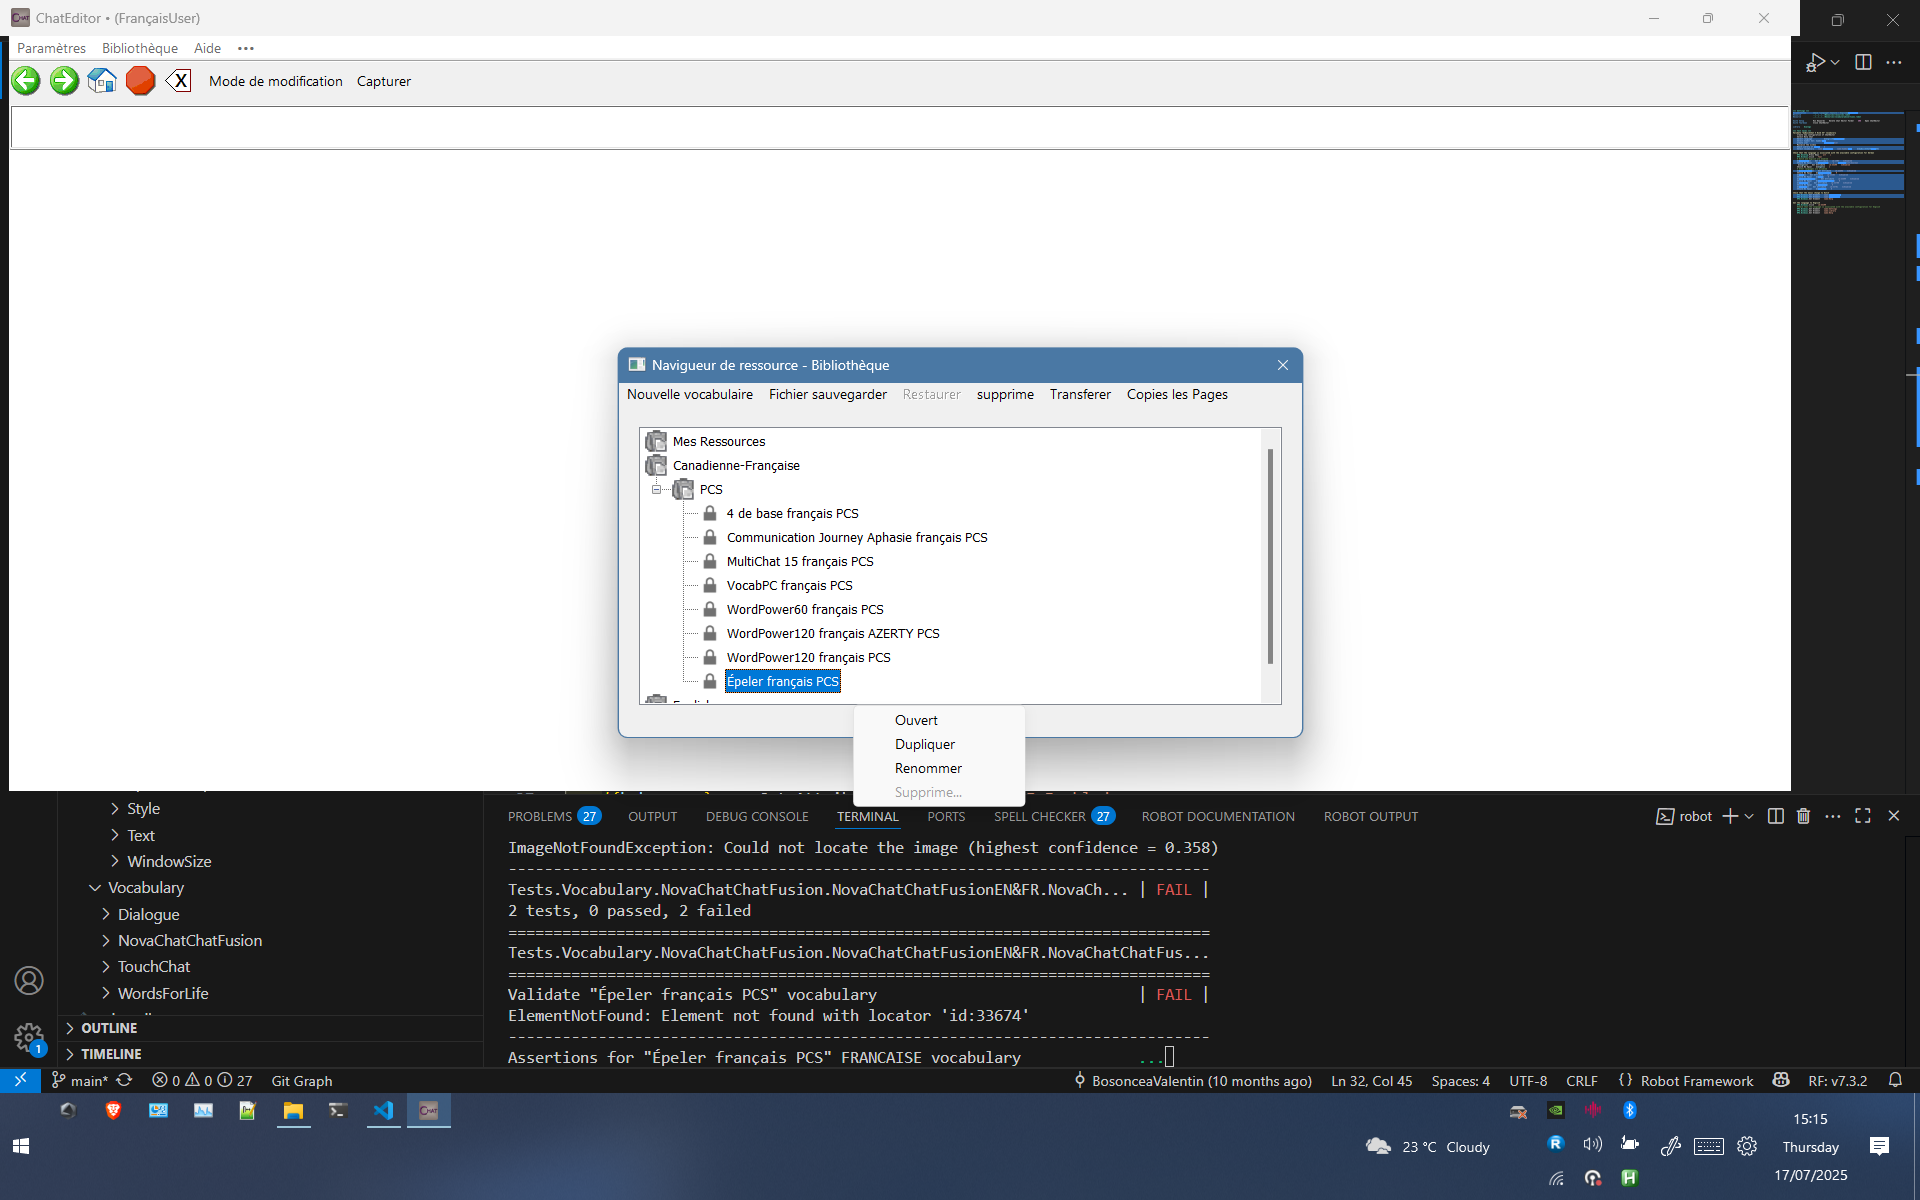 ChatEditor • (FrançaisUser)
Paramètres Bibliothèque Aide •••
X Mode de modification Capturer
Navigueur de ressource - Bibliothèque
Nouvelle vocabulaire Fichier sauvegarder Restaurer supprime Transferer Copies les Pages
Mes Ressources
Canadienne-Française
PCS
4 de base français PCS
Communication Journey Aphasie français PCS
MultiChat 15 français PCS
VocabPC français PCS
WordPower60 français PCS
WordPower120 français AZERTY PCS
WordPower120 français PCS
Épeler français PCS
Ouvert
Dupliquer
Renommer
Supprime...
Style
Text
WindowSize
Vocabulary
Dialogue
NovaChatChatFusion
TouchChat
WordsForLife
OUTLINE
TIMELINE
PROBLEMS 27 OUTPUT DEBUG CONSOLE TERMINAL PORTS SPELL CHECKER 27 ROBOT DOCUMENTATION ROBOT OUTPUT robot
ImageNotFoundException: Could not locate the image (highest confidence = 0.358)
------------------------------------------------------------------------------
Tests.Vocabulary.NovaChatChatFusion.NovaChatChatFusionEN&FR.NovaCh... | FAIL |
2 tests, 0 passed, 2 failed
==============================================================================
Tests.Vocabulary.NovaChatChatFusion.NovaChatChatFusionEN&FR.NovaChatChatFus...
==============================================================================
Validate "Épeler français PCS" vocabulary | FAIL |
ElementNotFound: Element not found with locator 'id:33674'
------------------------------------------------------------------------------
Assertions for "Épeler français PCS" FRANCAISE vocabulary ...
1
main* 0 0 27 Git Graph BosonceaValentin (10 months ago) Ln 32, Col 45 Spaces: 4 UTF-8 CRLF {} Robot Framework RF: v7.3.2
CHAT
23 °C Cloudy
15:15
Thursday
17/07/2025